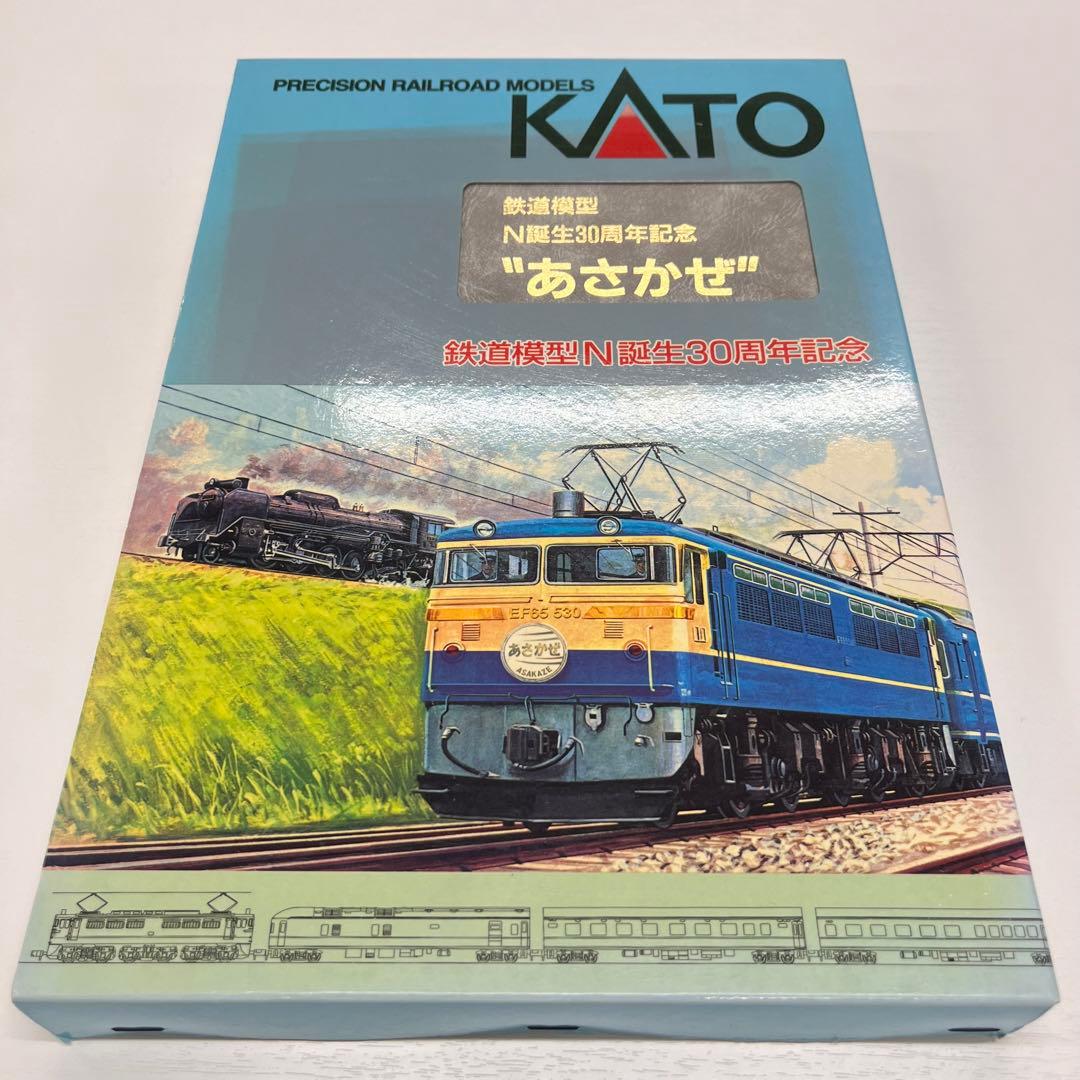 PRECISION RAILROAD MODELS
KATO
鉄道模型
N誕生30周年記念
"あさかぜ"
鉄道模型N誕生30周年記念
EF65 530
あさかぜ
ASAKAZE